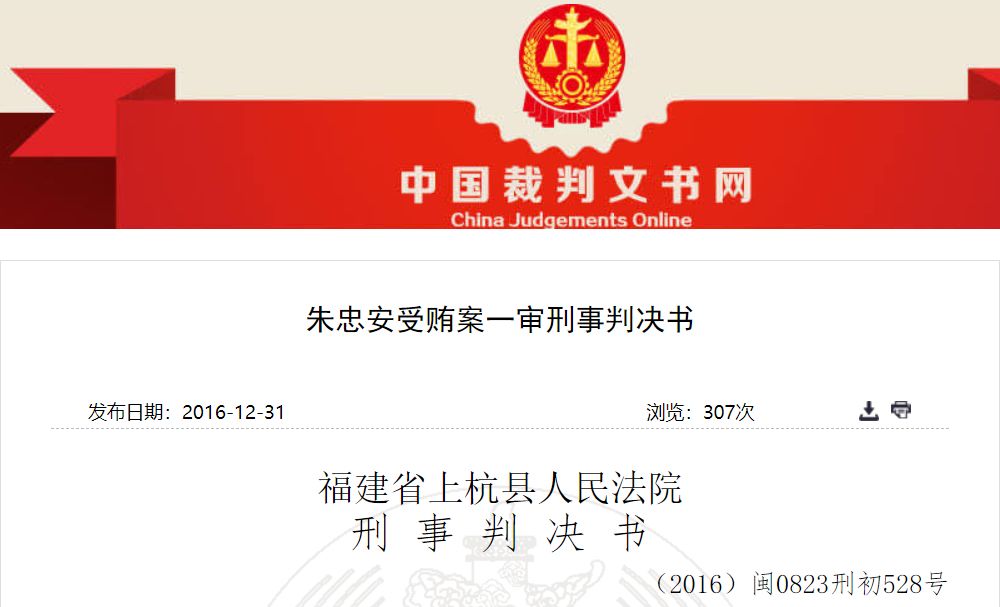 中国裁判文书网
China Judgements Online
朱忠安受贿案一审刑事判决书
发布日期：2016-12-31 浏览：307次
福建省上杭县人民法院
刑 事 判 决 书
（2016）闽0823刑初528号